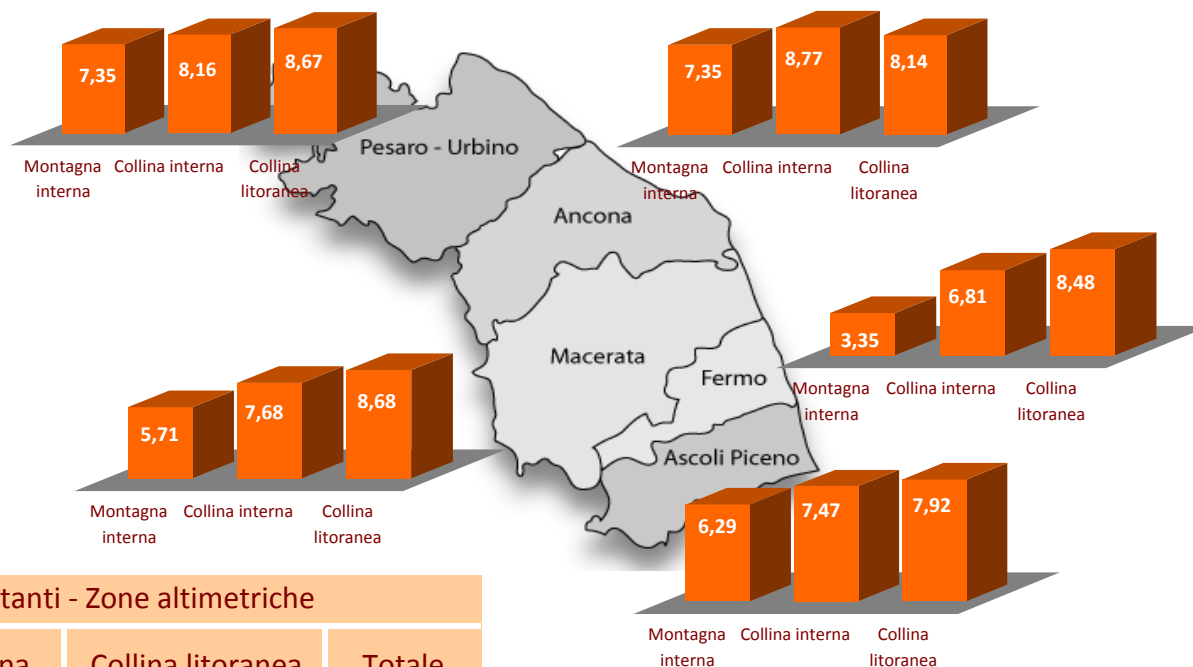 7,35
8,16
8,67
Montagna interna
Collina interna
Collina litoranea
7,35
8,77
8,14
Montagna interna
Collina interna
Collina litoranea
Pesaro - Urbino
Ancona
Macerata
Fermo
Ascoli Piceno
3,35
6,81
8,48
Montagna interna
Collina interna
Collina litoranea
5,71
7,68
8,68
Montagna interna
Collina interna
Collina litoranea
6,29
7,47
7,92
Montagna interna
Collina interna
Collina litoranea
tanti - Zone altimetriche
na
Collina litoranea
Totale